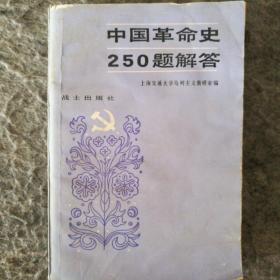 中国革命史
250题解答
上海交通大学马列主义教研室编
战士出版社